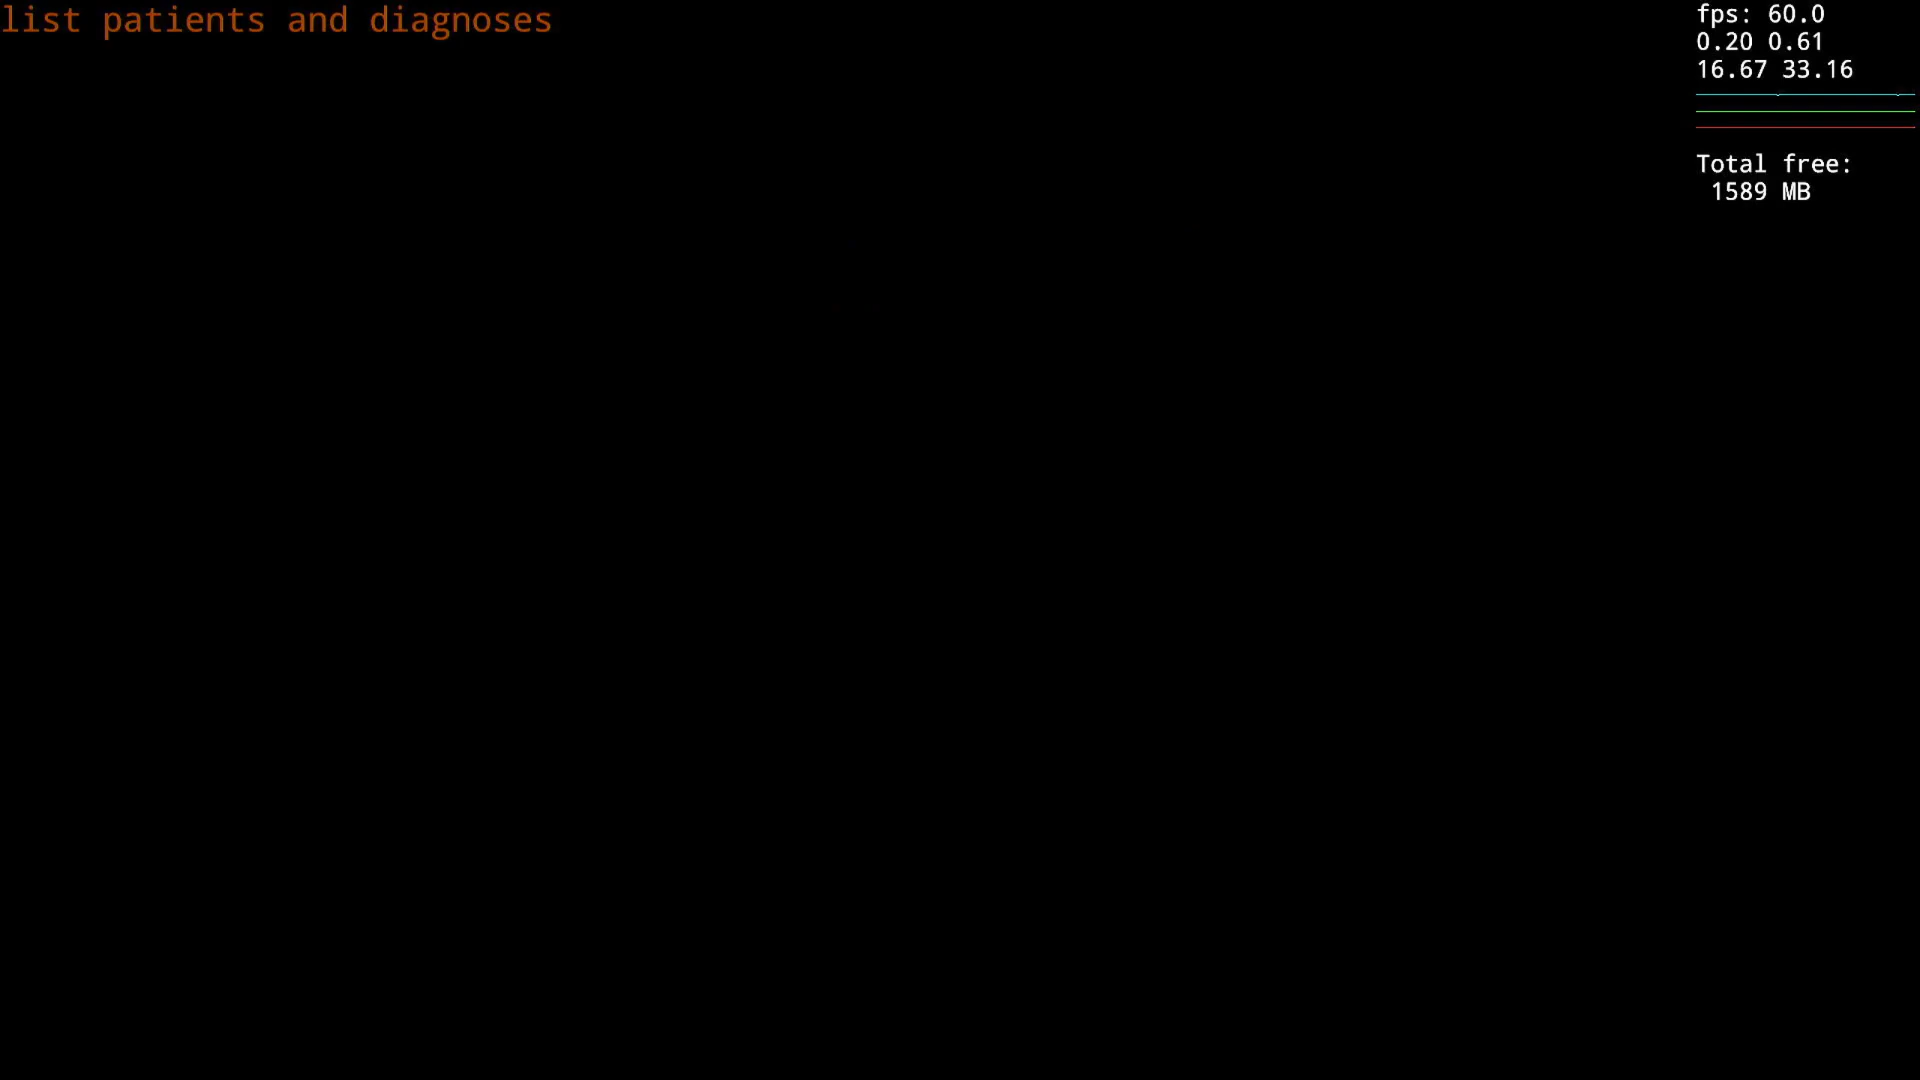 list patients and diagnoses
fps: 60.0
0.20 0.61
16.67 33.16
Total free:
1589 MB